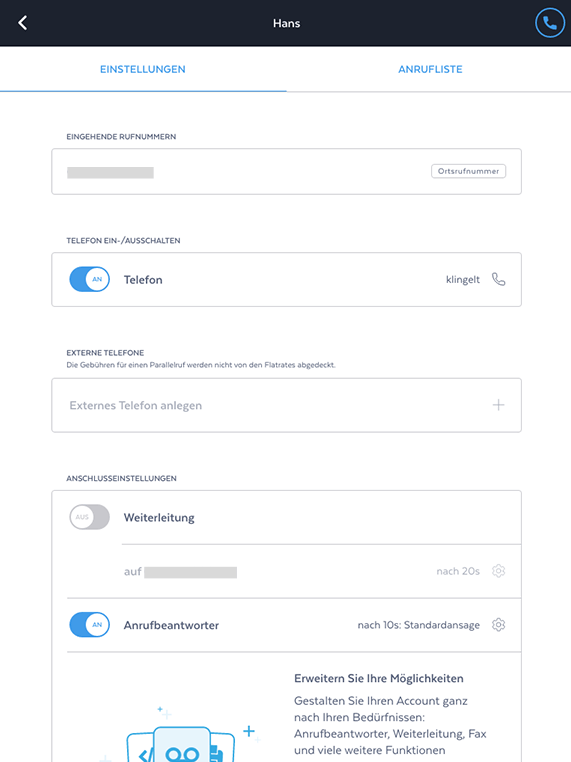 Hans
EINSTELLUNGEN
ANRUFLISTE
EINGEHENDE RUFNUMMERN
Ortsrufnummer
TELEFON EIN-/AUSSCHALTEN
AN
Telefon
klingelt
EXTERNE TELEFONE
Die Gebühren für einen Parallelruf werden nicht von den Flatrates abgedeckt.
Externes Telefon anlegen
ANSCHLUSSEINSTELLUNGEN
AUS
Weiterleitung
auf
nach 20s
AN
Anrufbeantworter
nach 10s: Standardansage
Erweitern Sie Ihre Möglichkeiten
Gestalten Sie Ihren Account ganz
nach Ihren Bedürfnissen:
Anrufbeantworter, Weiterleitung, Fax
und viele weitere Funktionen